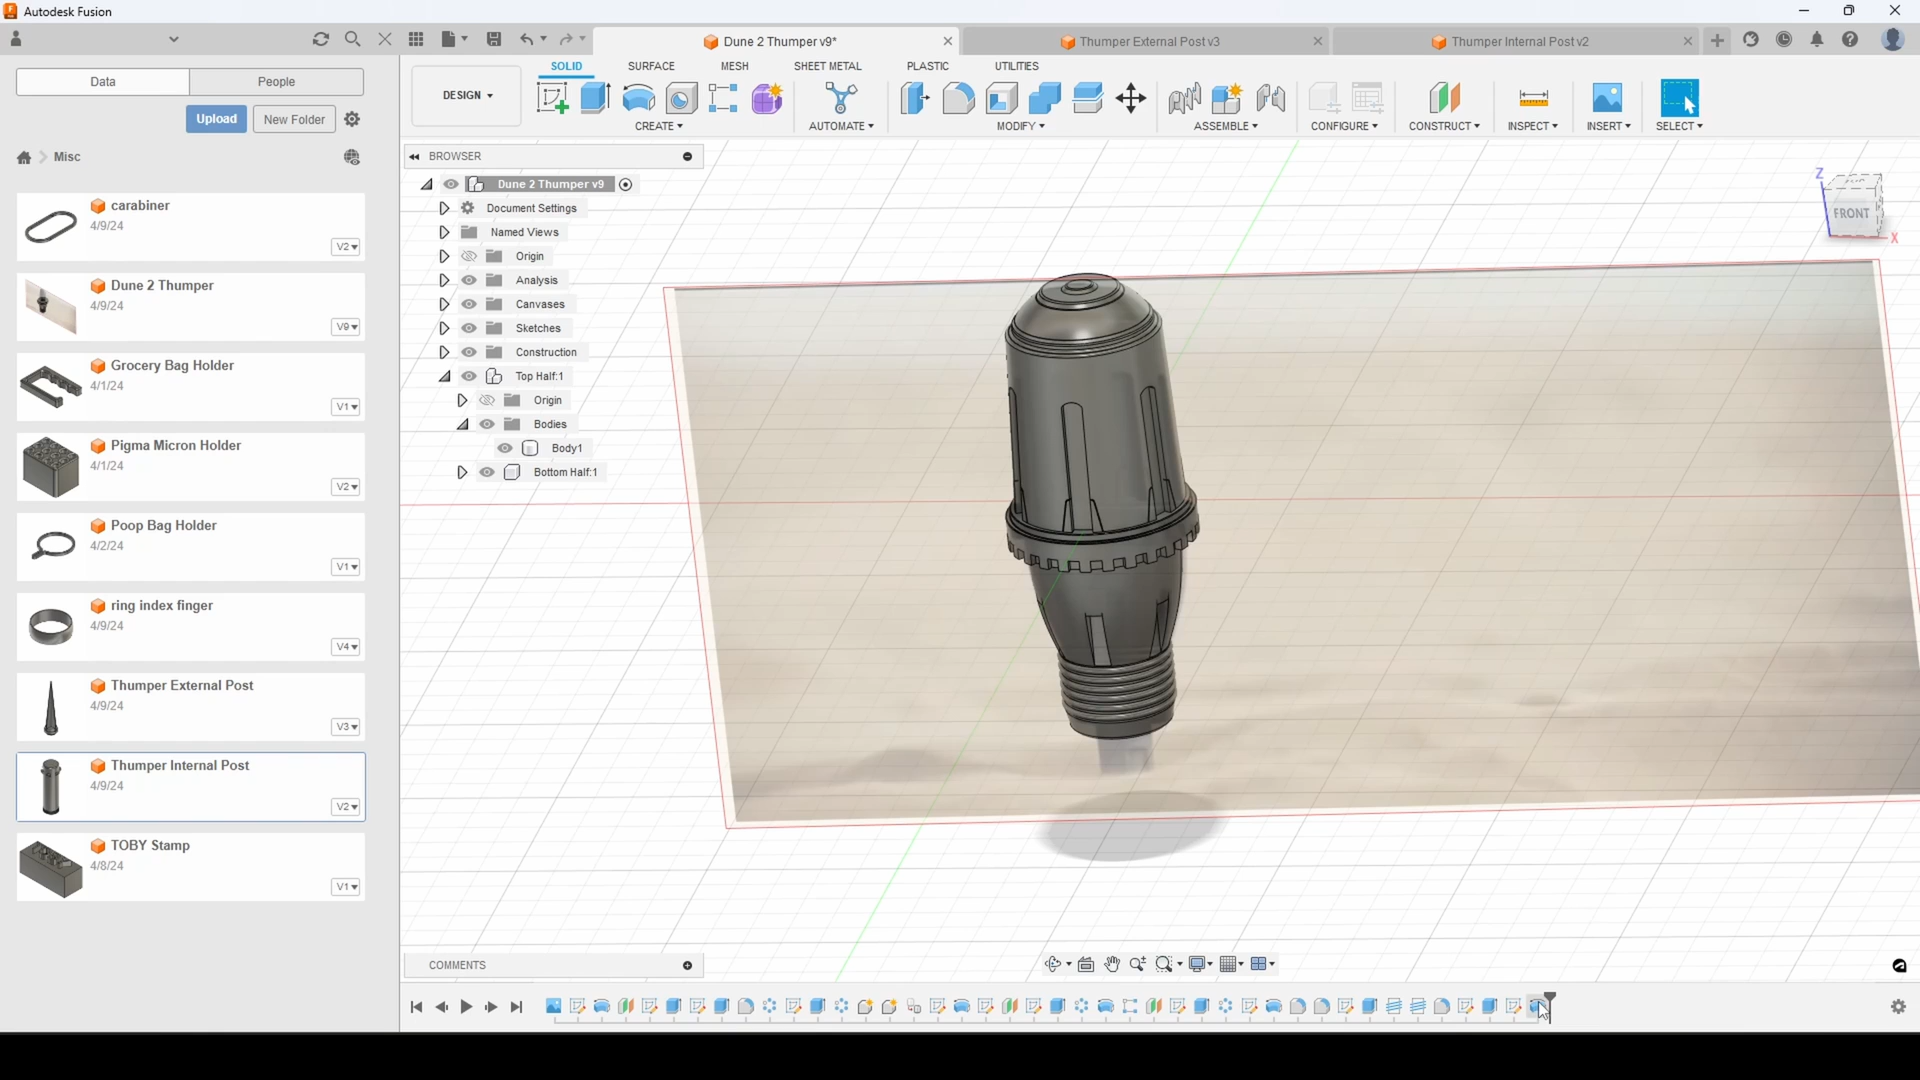 Autodesk Fusion
Dune 2 Thumper v9*
Thumper External Post v3
Thumper Internal Post v2
Data
People
Upload
New Folder
Misc
carabiner
4/9/24
V2
Dune 2 Thumper
4/9/24
V9
Grocery Bag Holder
4/1/24
V1
Pigma Micron Holder
4/1/24
V2
Poop Bag Holder
4/2/24
V1
ring index finger
4/9/24
V4
Thumper External Post
4/9/24
V3
Thumper Internal Post
4/9/24
V2
TOBY Stamp
4/8/24
V1
DESIGN
SOLID
SURFACE
MESH
SHEET METAL
PLASTIC
UTILITIES
CREATE
AUTOMATE
MODIFY
ASSEMBLE
CONFIGURE
CONSTRUCT
INSPECT
INSERT
SELECT
BROWSER
Dune 2 Thumper v9
Document Settings
Named Views
Origin
Analysis
Canvases
Sketches
Construction
Top Half:1
Origin
Bodies
Body1
Bottom Half:1
Z
FRONT
X
COMMENTS